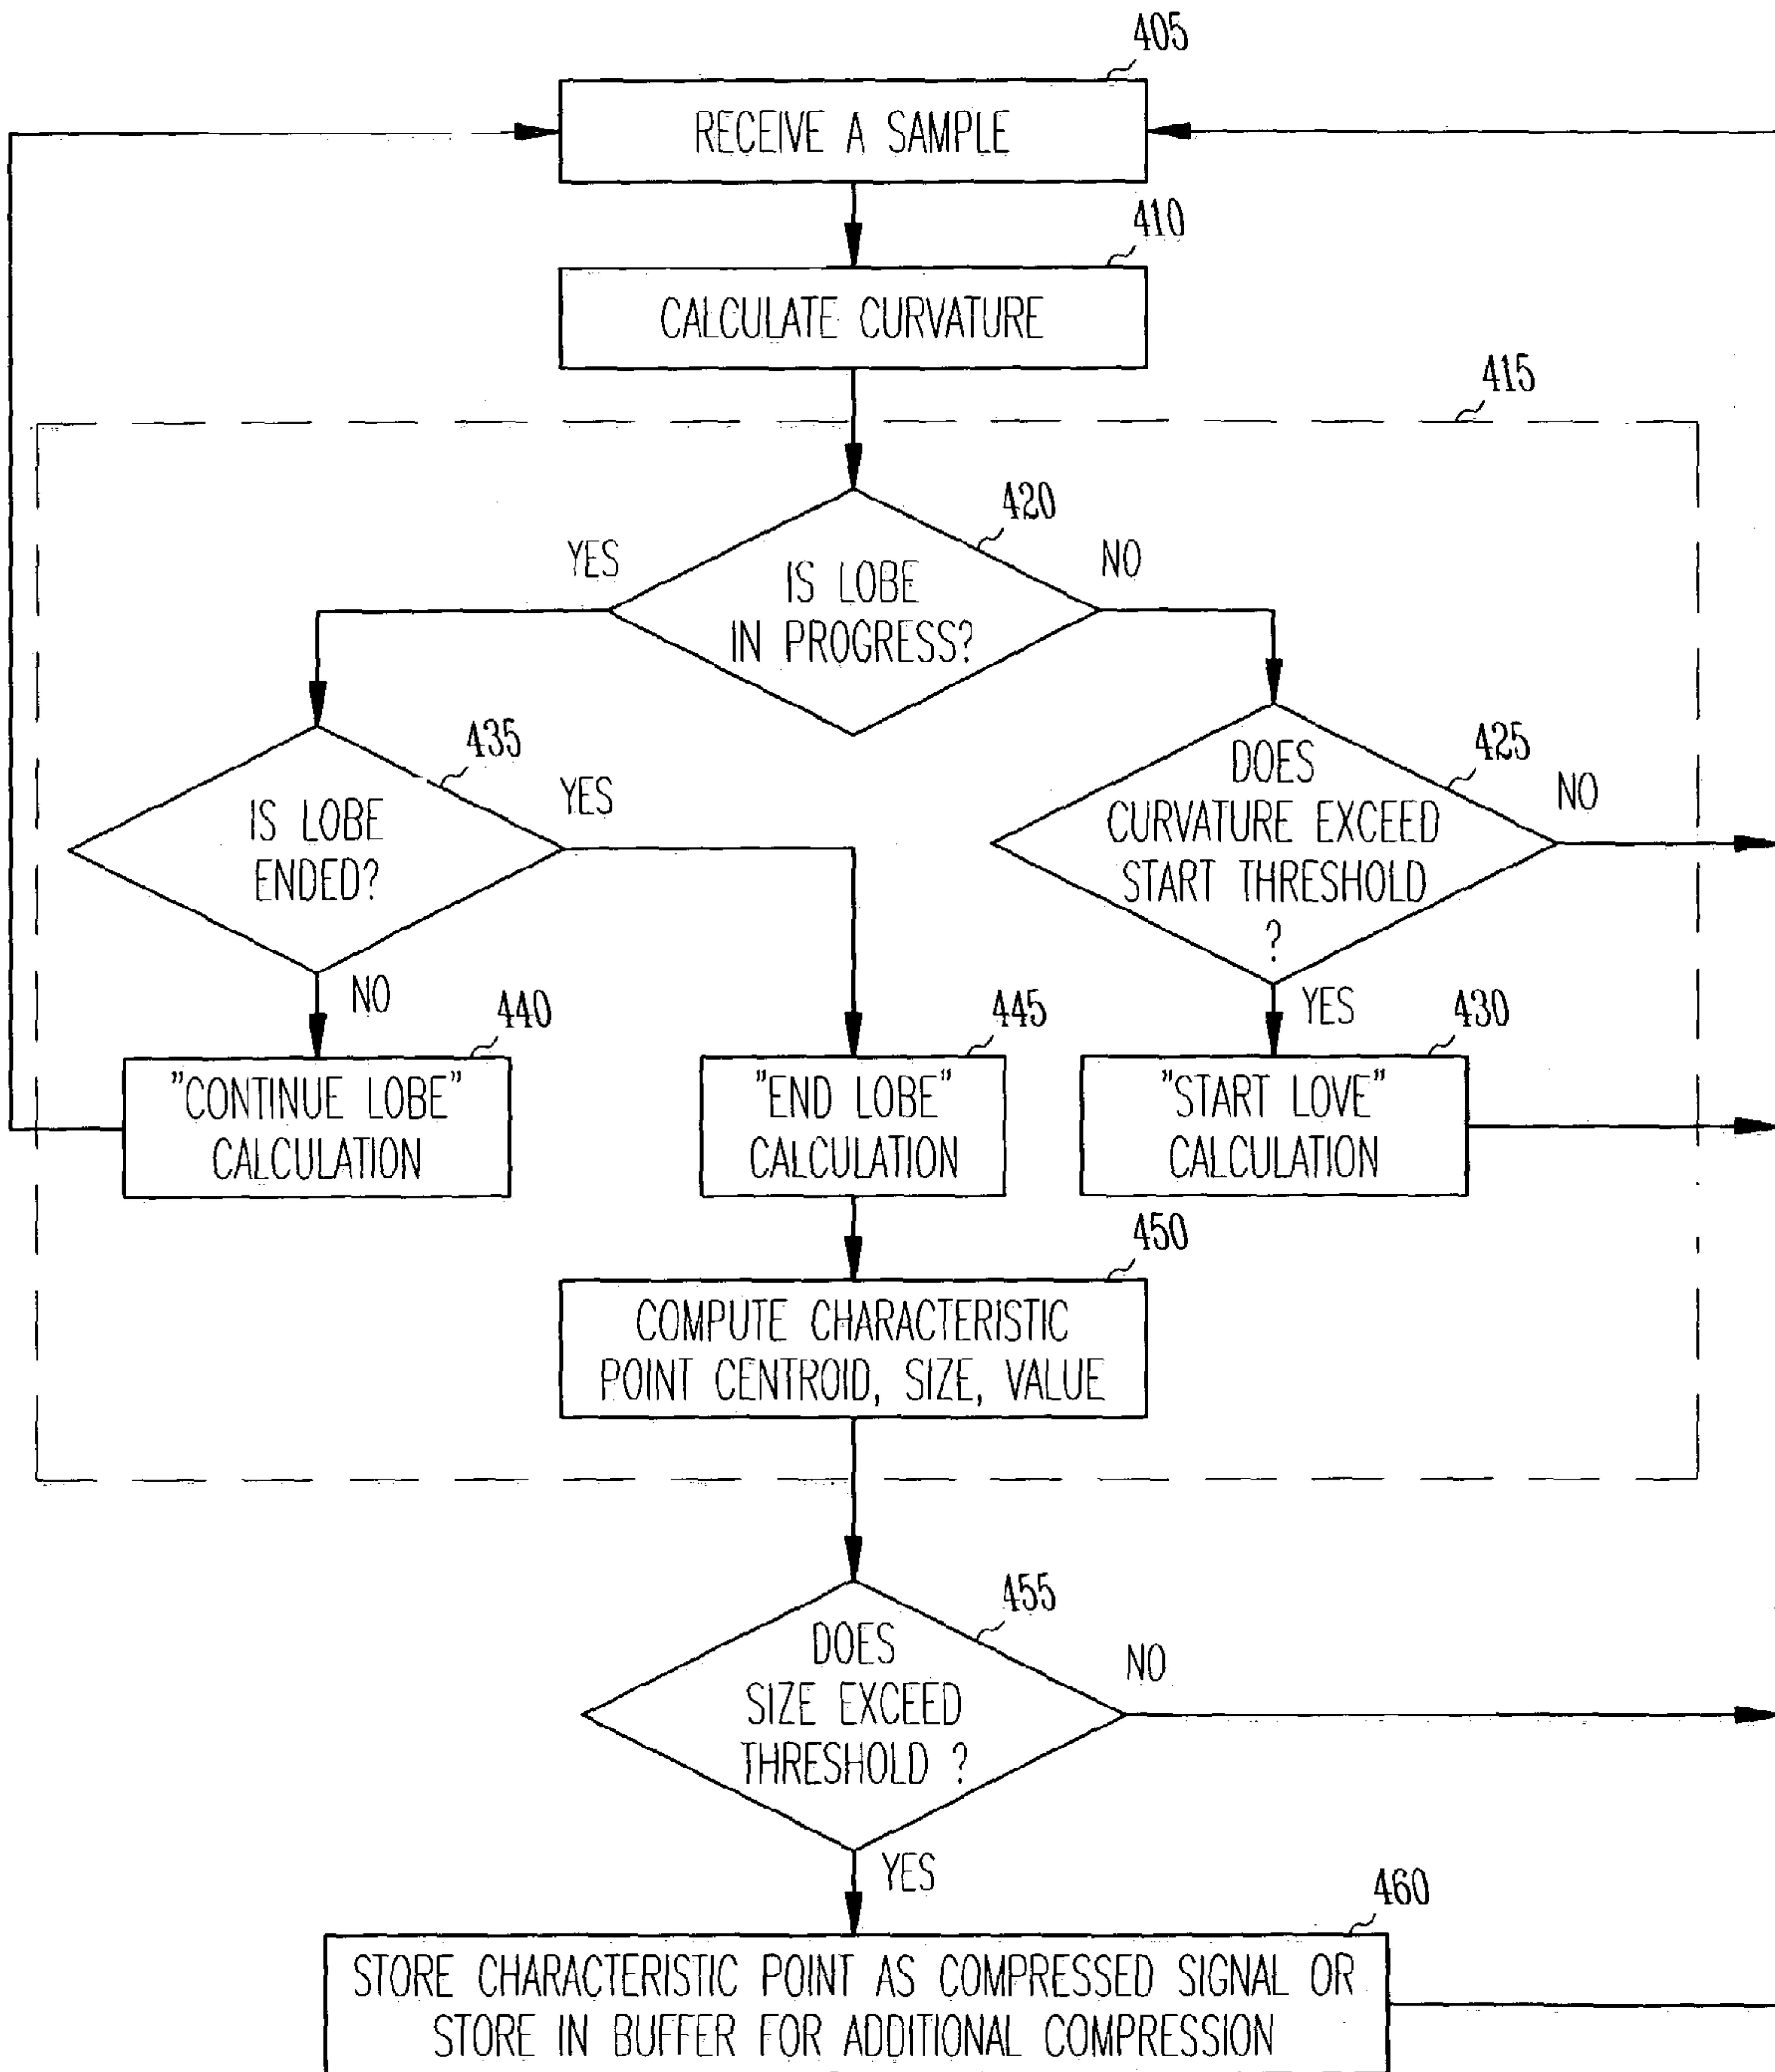 405
RECEIVE A SAMPLE
410
CALCULATE CURVATURE
415
420
YES
NO
IS LOBE
IN PROGRESS?
435
YES
IS LOBE
ENDED?
NO
425
NO
DOES
CURVATURE EXCEED
START THRESHOLD
?
YES
440
"CONTINUE LOBE"
CALCULATION
445
"END LOBE"
CALCULATION
430
"START LOVE"
CALCULATION
450
COMPUTE CHARACTERISTIC
POINT CENTROID, SIZE, VALUE
455
DOES
SIZE EXCEED
THRESHOLD ?
NO
YES
460
STORE CHARACTERISTIC POINT AS COMPRESSED SIGNAL OR
STORE IN BUFFER FOR ADDITIONAL COMPRESSION